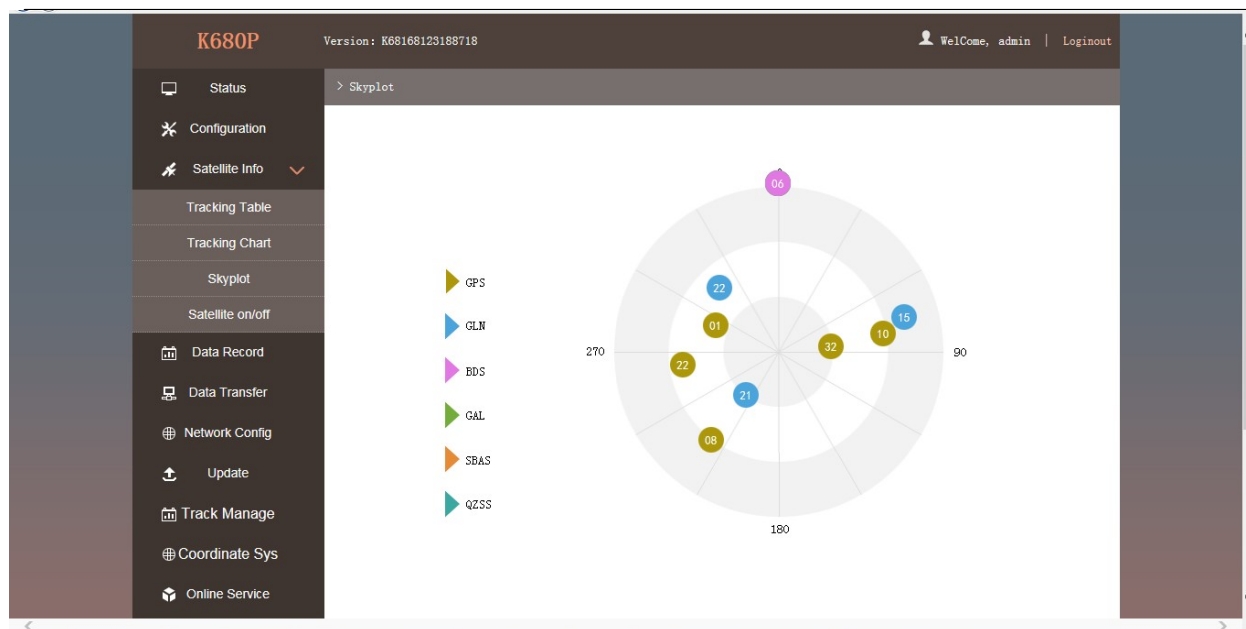 K680P
Version: K68168123188718
WelCome, admin | Loginout
Status
> Skyplot
Configuration
Satellite Info
Tracking Table
Tracking Chart
Skyplot
Satellite on/off
Data Record
Data Transfer
Network Config
Update
Track Manage
Coordinate Sys
Online Service
GPS
GLN
BDS
GAL
SBAS
QZSS
06
22
15
01
10
32
270
90
22
21
08
180